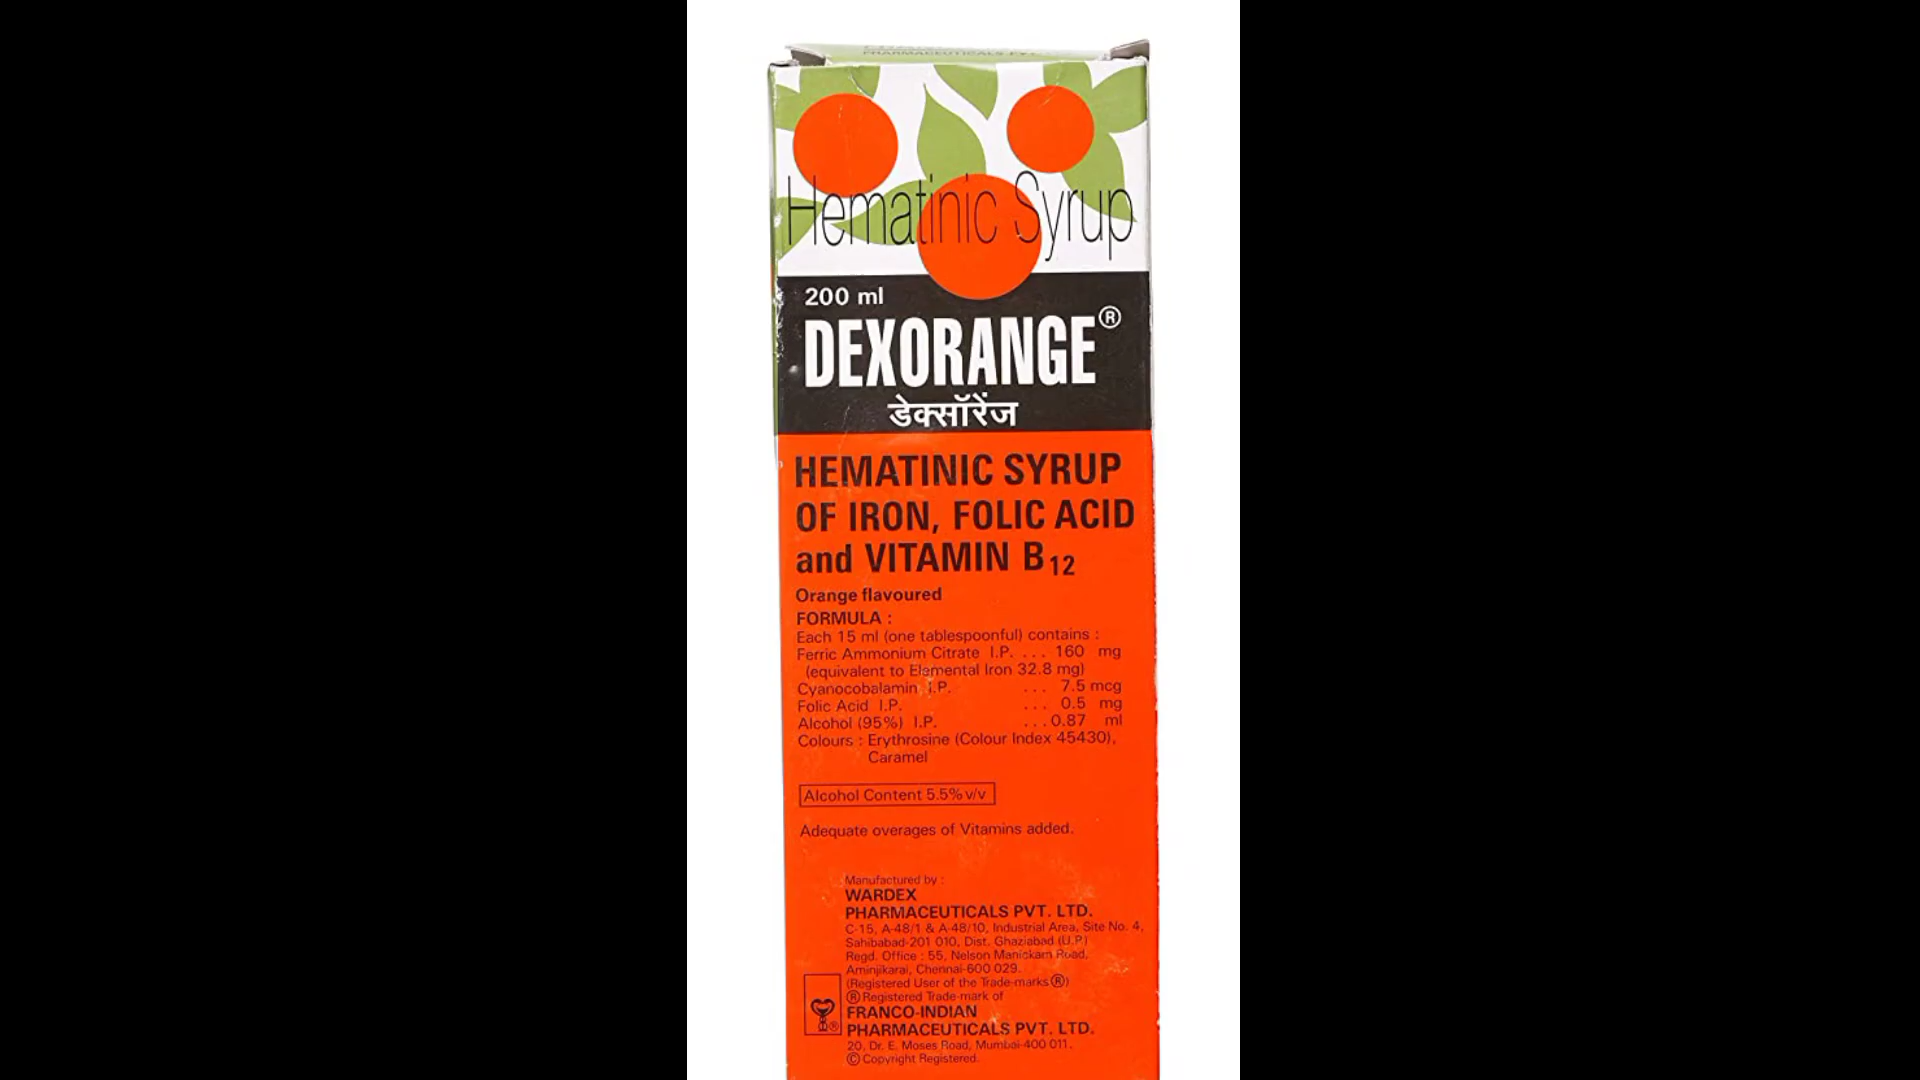 PHARMACEUTICALS PVT.
Hematinic Syrup
200 ml
DEXORANGE®
डेक्सॉरेंज
HEMATINIC SYRUP
OF IRON, FOLIC ACID
and VITAMIN B12
Orange flavoured
FORMULA :
Each 15 ml (one tablespoonful) contains :
Ferric Ammonium Citrate I.P. ... 160 mg
(equivalent to Elemental Iron 32.8 mg)
Cyanocobalamin I.P. ... 7.5 mcg
Folic Acid I.P. ... 0.5 mg
Alcohol (95%) I.P. ...0.87 ml
Colours : Erythrosine (Colour Index 45430),
Caramel
Alcohol Content 5.5% v/v
Adequate overages of Vitamins added.
Manufactured by :
WARDEX
PHARMACEUTICALS PVT. LTD.
C-15, A-48/1 & A-48/10, Industrial Area, Site No. 4,
Sahibabad-201 010, Dist. Ghaziabad (U.P.)
Regd. Office : 55, Nelson Manickam Road,
Aminjikarai, Chennai-600 029.
(Registered User of the Trade-marks ®)
® Registered Trade-mark of
FRANCO-INDIAN
PHARMACEUTICALS PVT. LTD.
20, Dr. E. Moses Road, Mumbai-400 011.
© Copyright Registered.